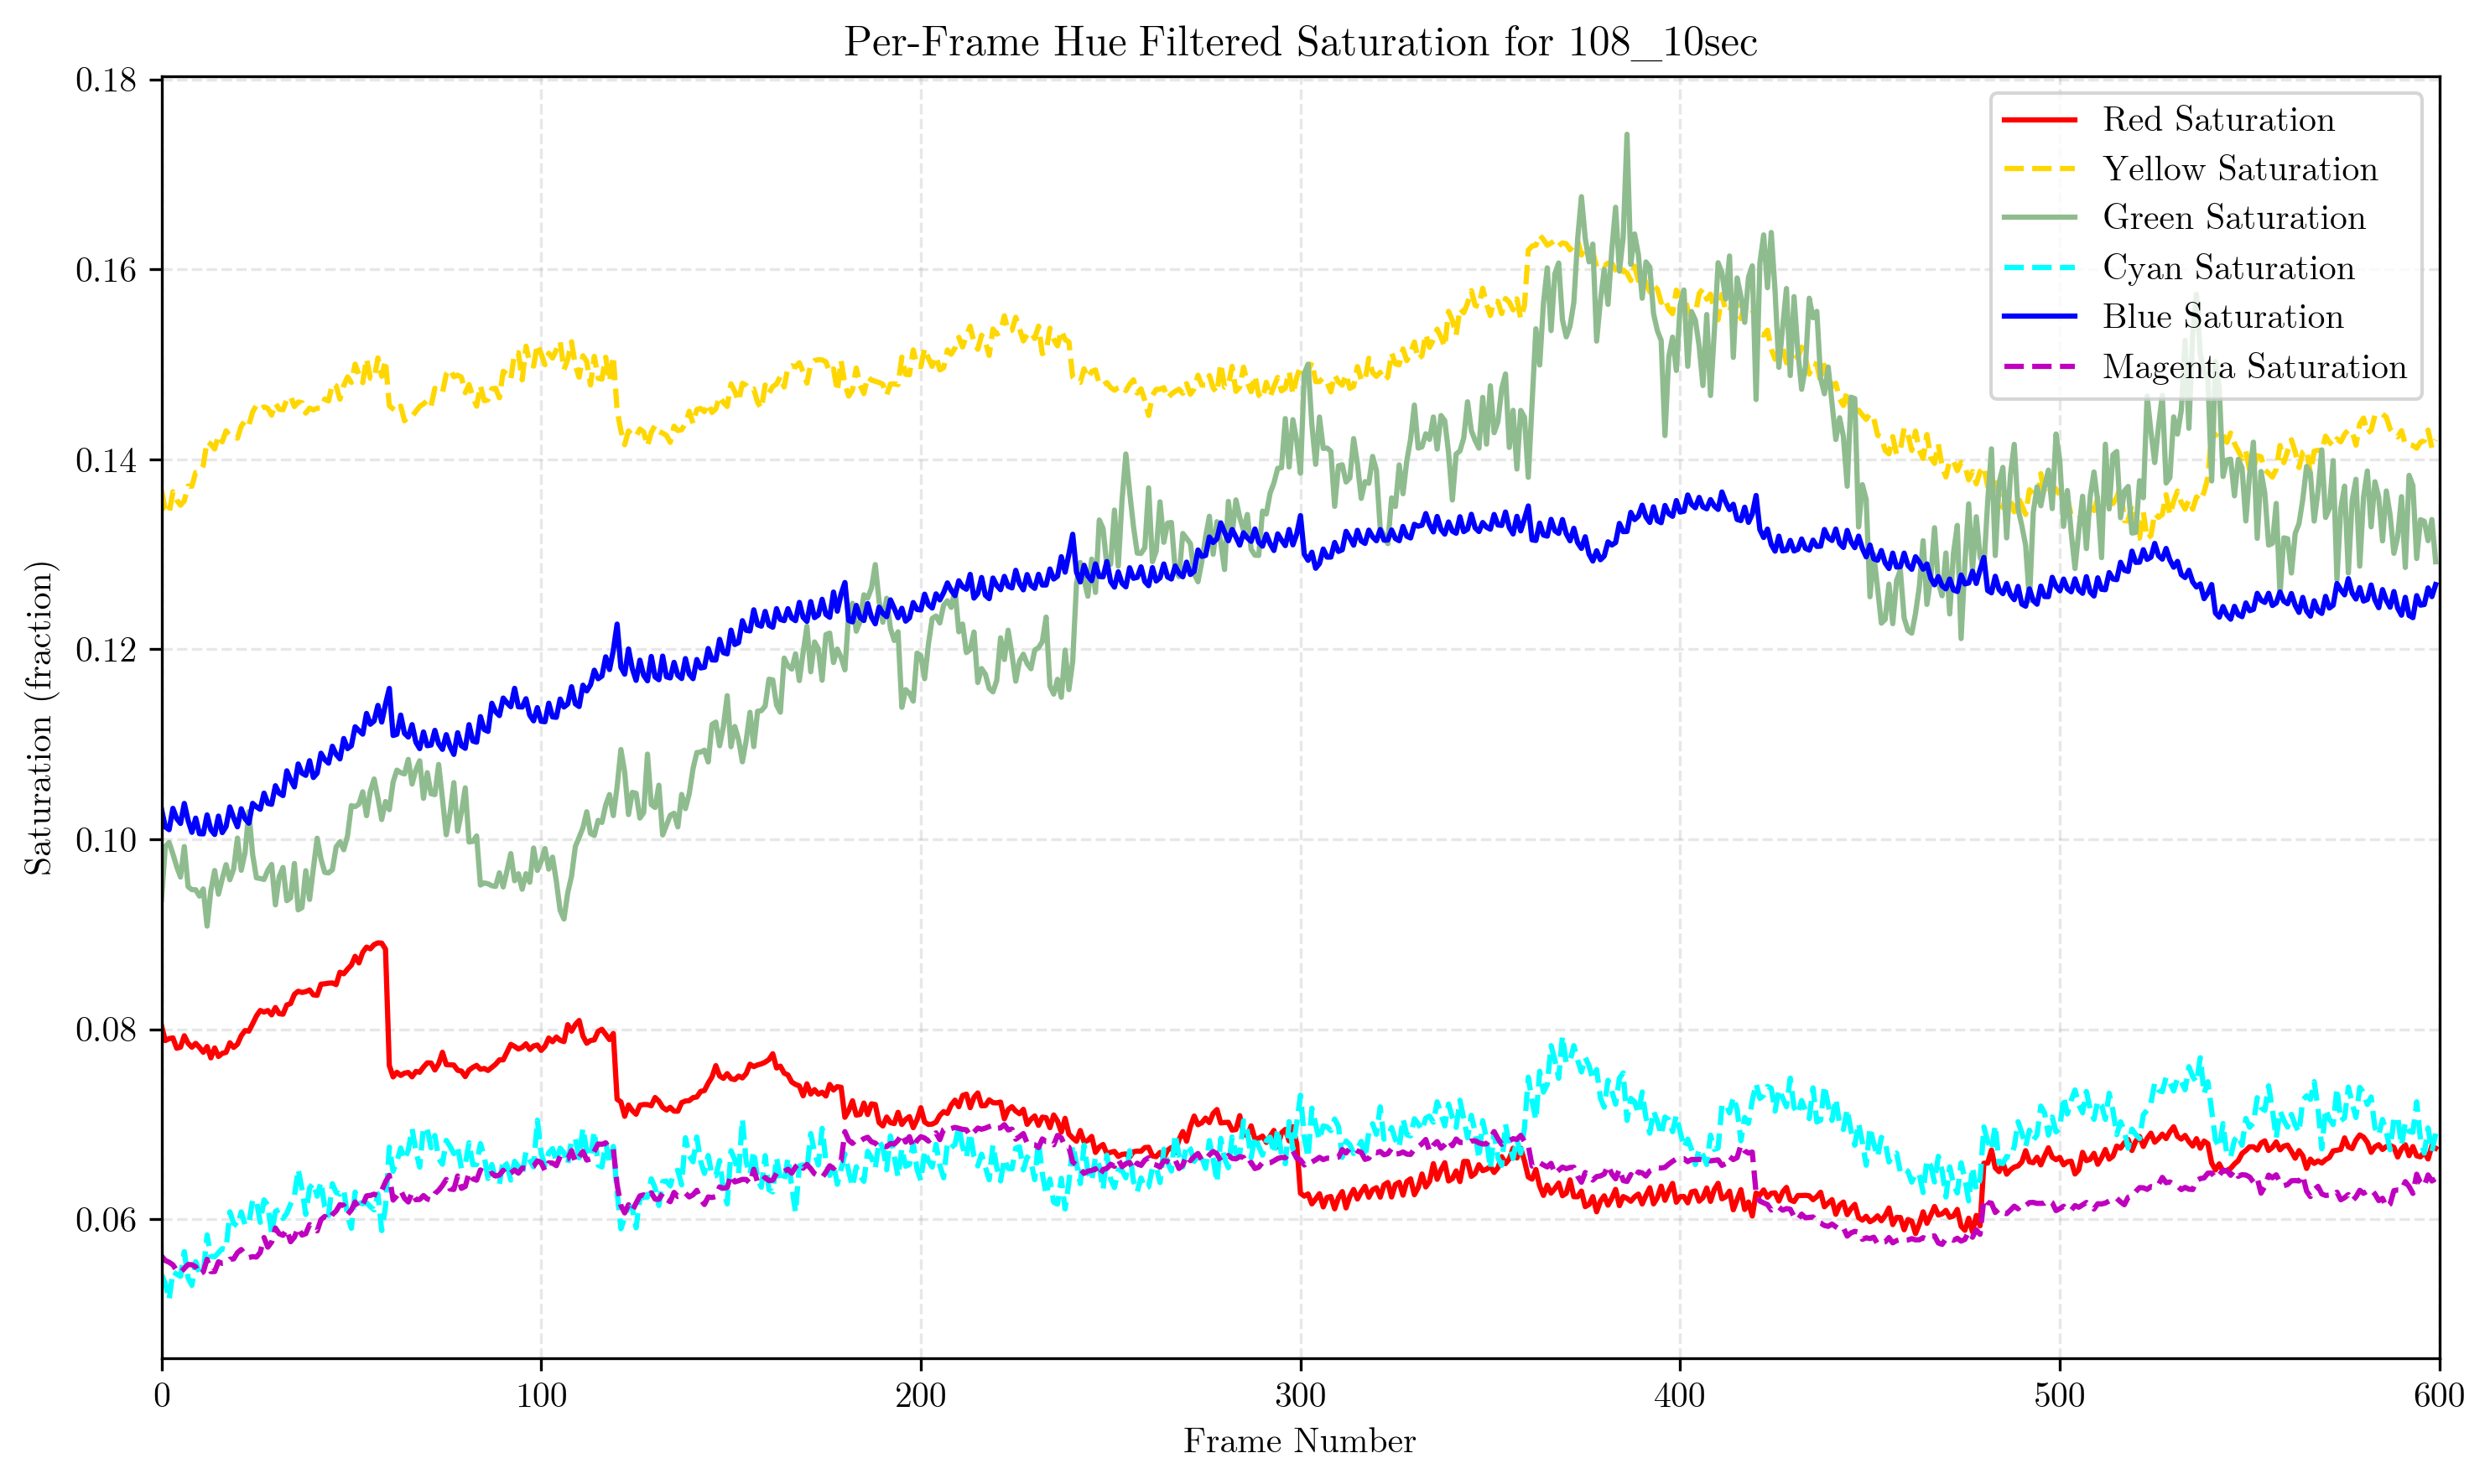 Per-Frame Hue Filtered Saturation for 108_10sec
0.18
0.16
0.14
0.12
0.10
0.08
0.06
Saturation (fraction)
0
100
200
300
400
500
600
Frame Number
Red Saturation
Yellow Saturation
Green Saturation
Cyan Saturation
Blue Saturation
Magenta Saturation